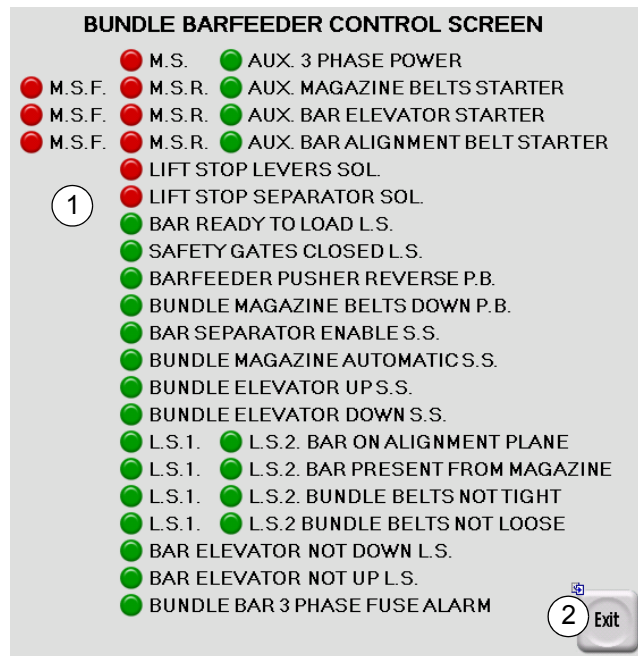 BUNDLE BARFEEDER CONTROL SCREEN
M.S. AUX. 3 PHASE POWER
M.S.F. M.S.R. AUX. MAGAZINE BELTS STARTER
M.S.F. M.S.R. AUX. BAR ELEVATOR STARTER
M.S.F. M.S.R. AUX. BAR ALIGNMENT BELT STARTER
LIFT STOP LEVERS SOL.
LIFT STOP SEPARATOR SOL.
1
BAR READY TO LOAD L.S.
SAFETY GATES CLOSED L.S.
BARFEEDER PUSHER REVERSE P.B.
BUNDLE MAGAZINE BELTS DOWN P.B.
BAR SEPARATOR ENABLE S.S.
BUNDLE MAGAZINE AUTOMATIC S.S.
BUNDLE ELEVATOR UP S.S.
BUNDLE ELEVATOR DOWN S.S.
L.S.1. L.S.2. BAR ON ALIGNMENT PLANE
L.S.1. L.S.2. BAR PRESENT FROM MAGAZINE
L.S.1. L.S.2. BUNDLE BELTS NOT TIGHT
L.S.1. L.S.2 BUNDLE BELTS NOT LOOSE
BAR ELEVATOR NOT DOWN L.S.
BAR ELEVATOR NOT UP L.S.
BUNDLE BAR 3 PHASE FUSE ALARM
2 Exit